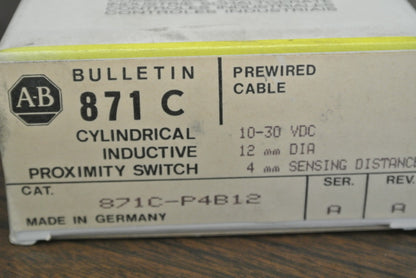 BULLETIN
871 C
A-B
CYLINDRICAL
INDUCTIVE
PROXIMITY SWITCH
PREWIRED
CABLE
10-30 VDC
12 mm DIA
4 mm SENSING DISTANCE
CAT.
871C-P4B12
SER.
A
REV.
A
MADE IN GERMANY